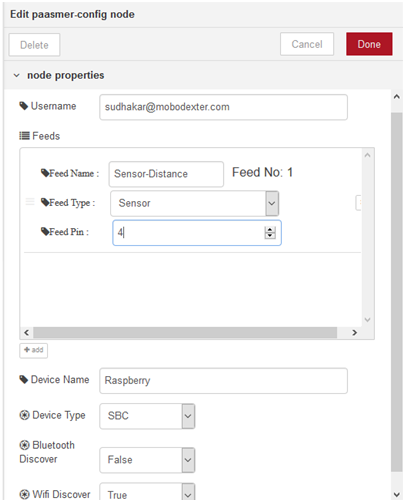 Edit paasmer-config node
Delete
Cancel
Done
node properties
Username
sudhakar@mobodexter.com
Feeds
Feed Name :
Sensor-Distance
Feed No: 1
Feed Type :
Sensor
Feed Pin :
4
+ add
Device Name
Raspberry
Device Type
SBC
Bluetooth
Discover
False
Wifi Discover
True